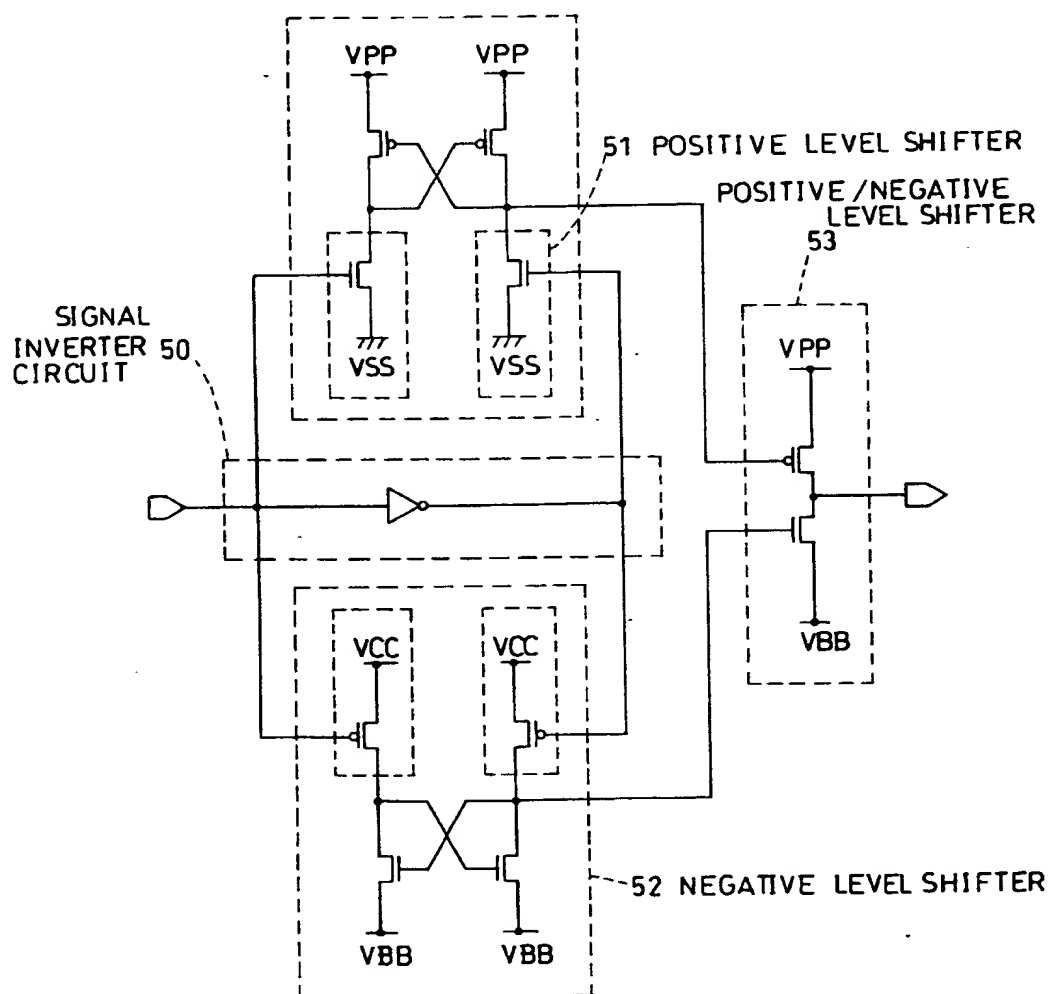 VPP
VPP
51 POSITIVE LEVEL SHIFTER
POSITIVE/NEGATIVE
LEVEL SHIFTER
53
SIGNAL
INVERTER 50
CIRCUIT
VSS
VSS
VPP
VCC
VCC
VBB
52 NEGATIVE LEVEL SHIFTER
VBB
VBB